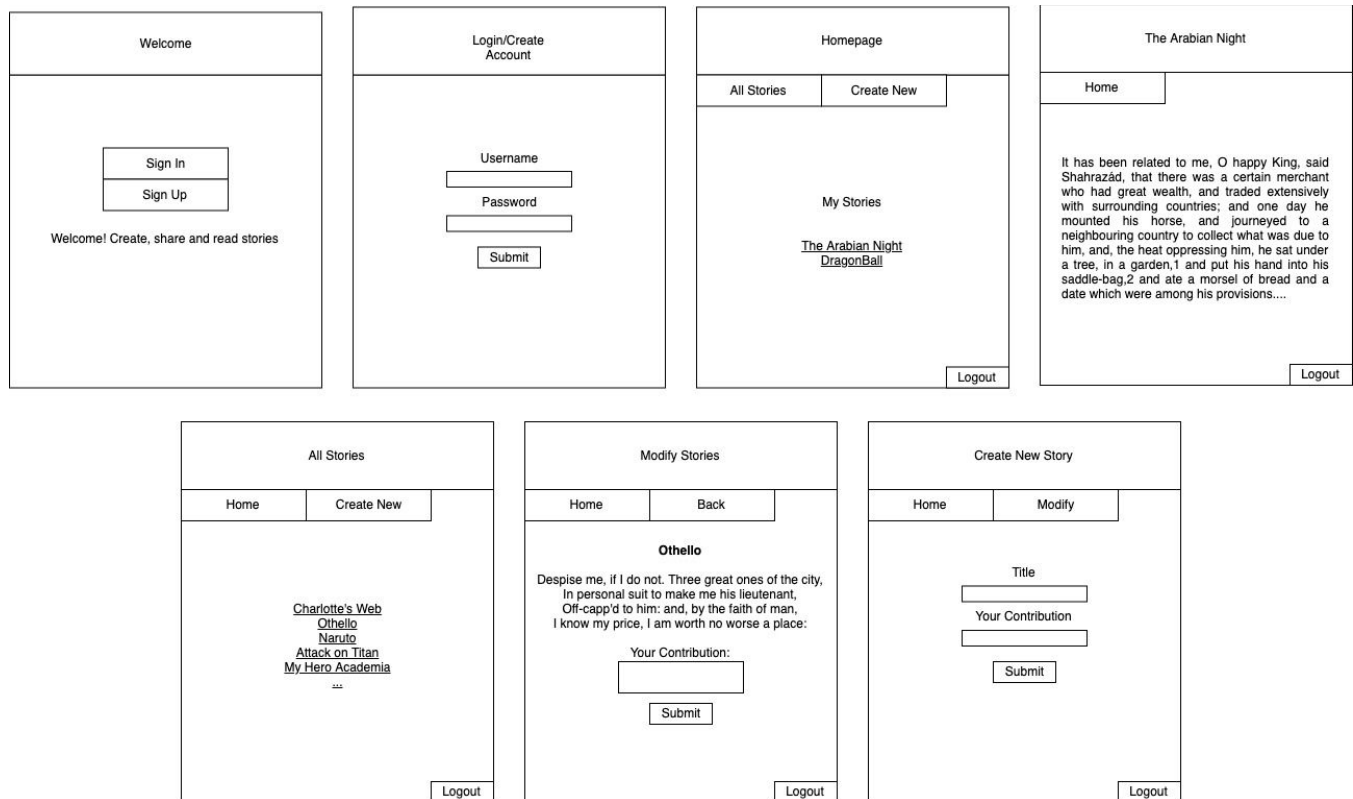 Welcome
Sign In
Sign Up
Welcome! Create, share and read stories
Login/Create
Account
Username
Password
Submit
Homepage
All Stories
Create New
My Stories
The Arabian Night
DragonBall
Logout
The Arabian Night
Home
It has been related to me, O happy King, said
Shahrazád, that there was a certain merchant
who had great wealth, and traded extensively
with surrounding countries; and one day he
mounted his horse, and journeyed to a
neighbouring country to collect what was due to
him, and, the heat oppressing him, he sat under
a tree, in a garden,1 and put his hand into his
saddle-bag,2 and ate a morsel of bread and a
date which were among his provisions....
Logout
All Stories
Home
Create New
Charlotte's Web
Othello
Naruto
Attack on Titan
My Hero Academia
...
Logout
Modify Stories
Home
Back
Othello
Despise me, if I do not. Three great ones of the city,
In personal suit to make me his lieutenant,
Off-capp'd to him: and, by the faith of man,
I know my price, I am worth no worse a place:
Your Contribution:
Submit
Logout
Create New Story
Home
Modify
Title
Your Contribution
Submit
Logout